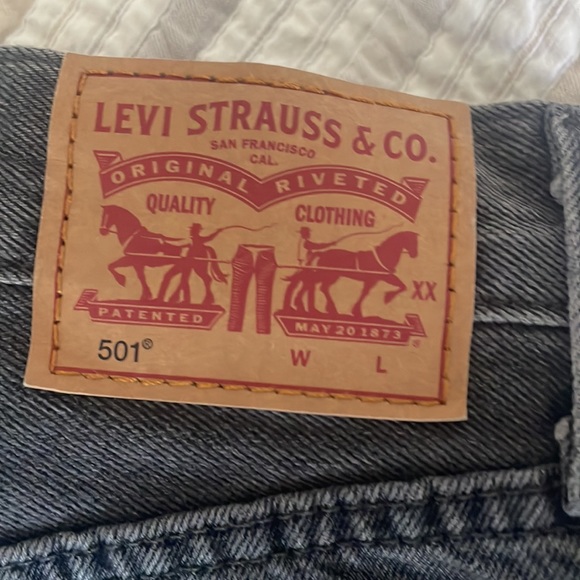 LEVI STRAUSS & CO.
SAN FRANCISCO
CAL.
ORIGINAL RIVETED
QUALITY CLOTHING
XX
PATENTED MAY 20 1873 ®
501® W L